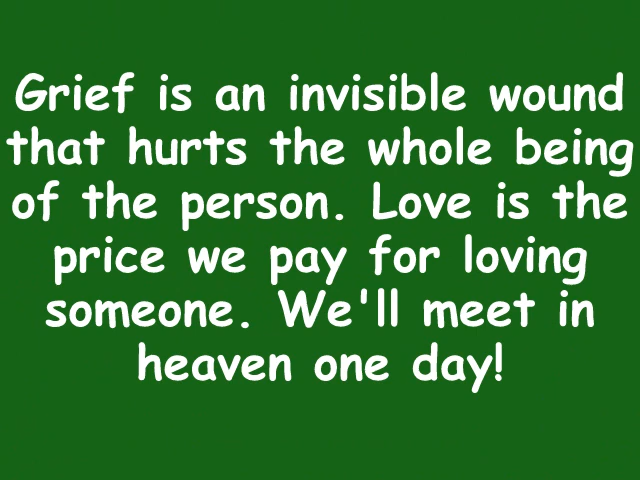 Grief is an invisible wound
that hurts the whole being
of the person. Love is the
price we pay for loving
someone. We'll meet in
heaven one day!